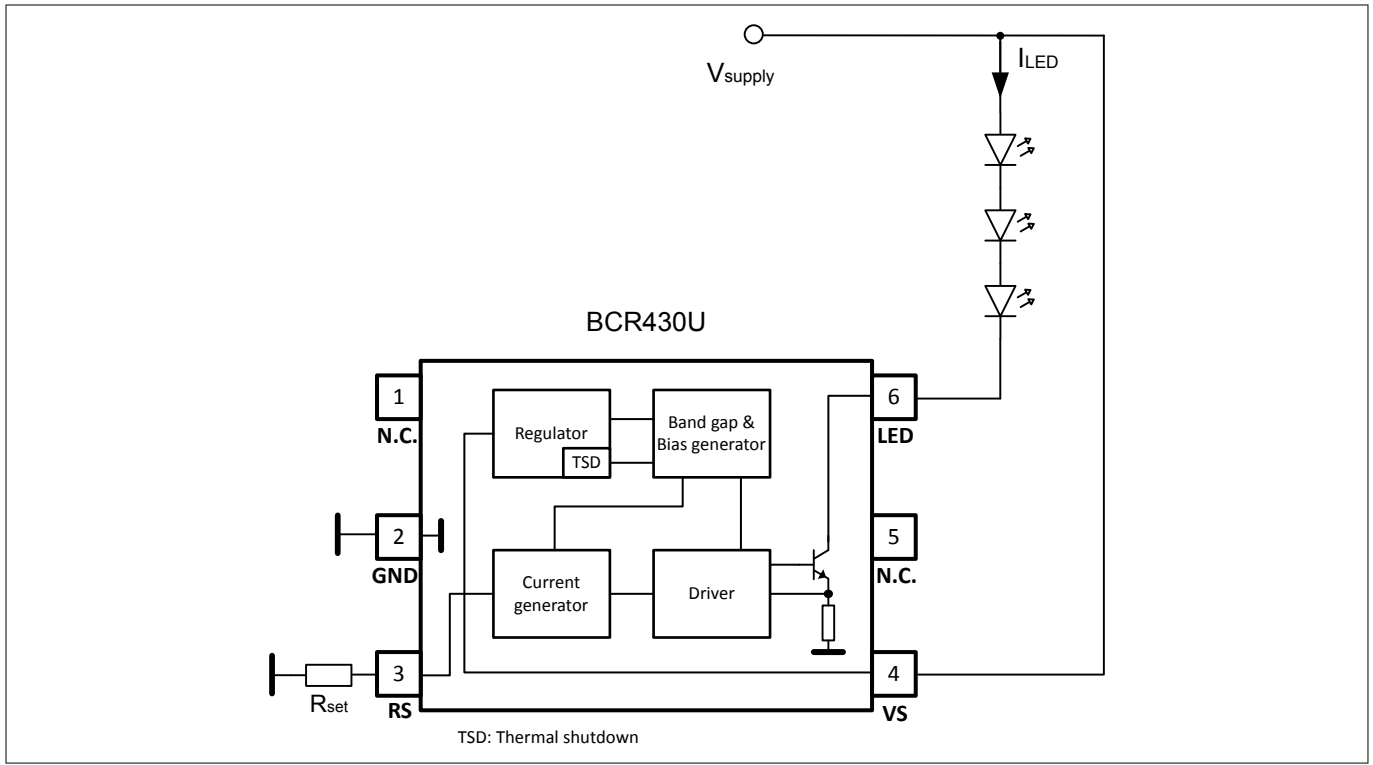 Vsupply
ILED
BCR430U
1
N.C.
2
GND
3
RS
Rset
Regulator
TSD
Band gap &
Bias generator
Current
generator
Driver
6
LED
5
N.C.
4
VS
TSD: Thermal shutdown